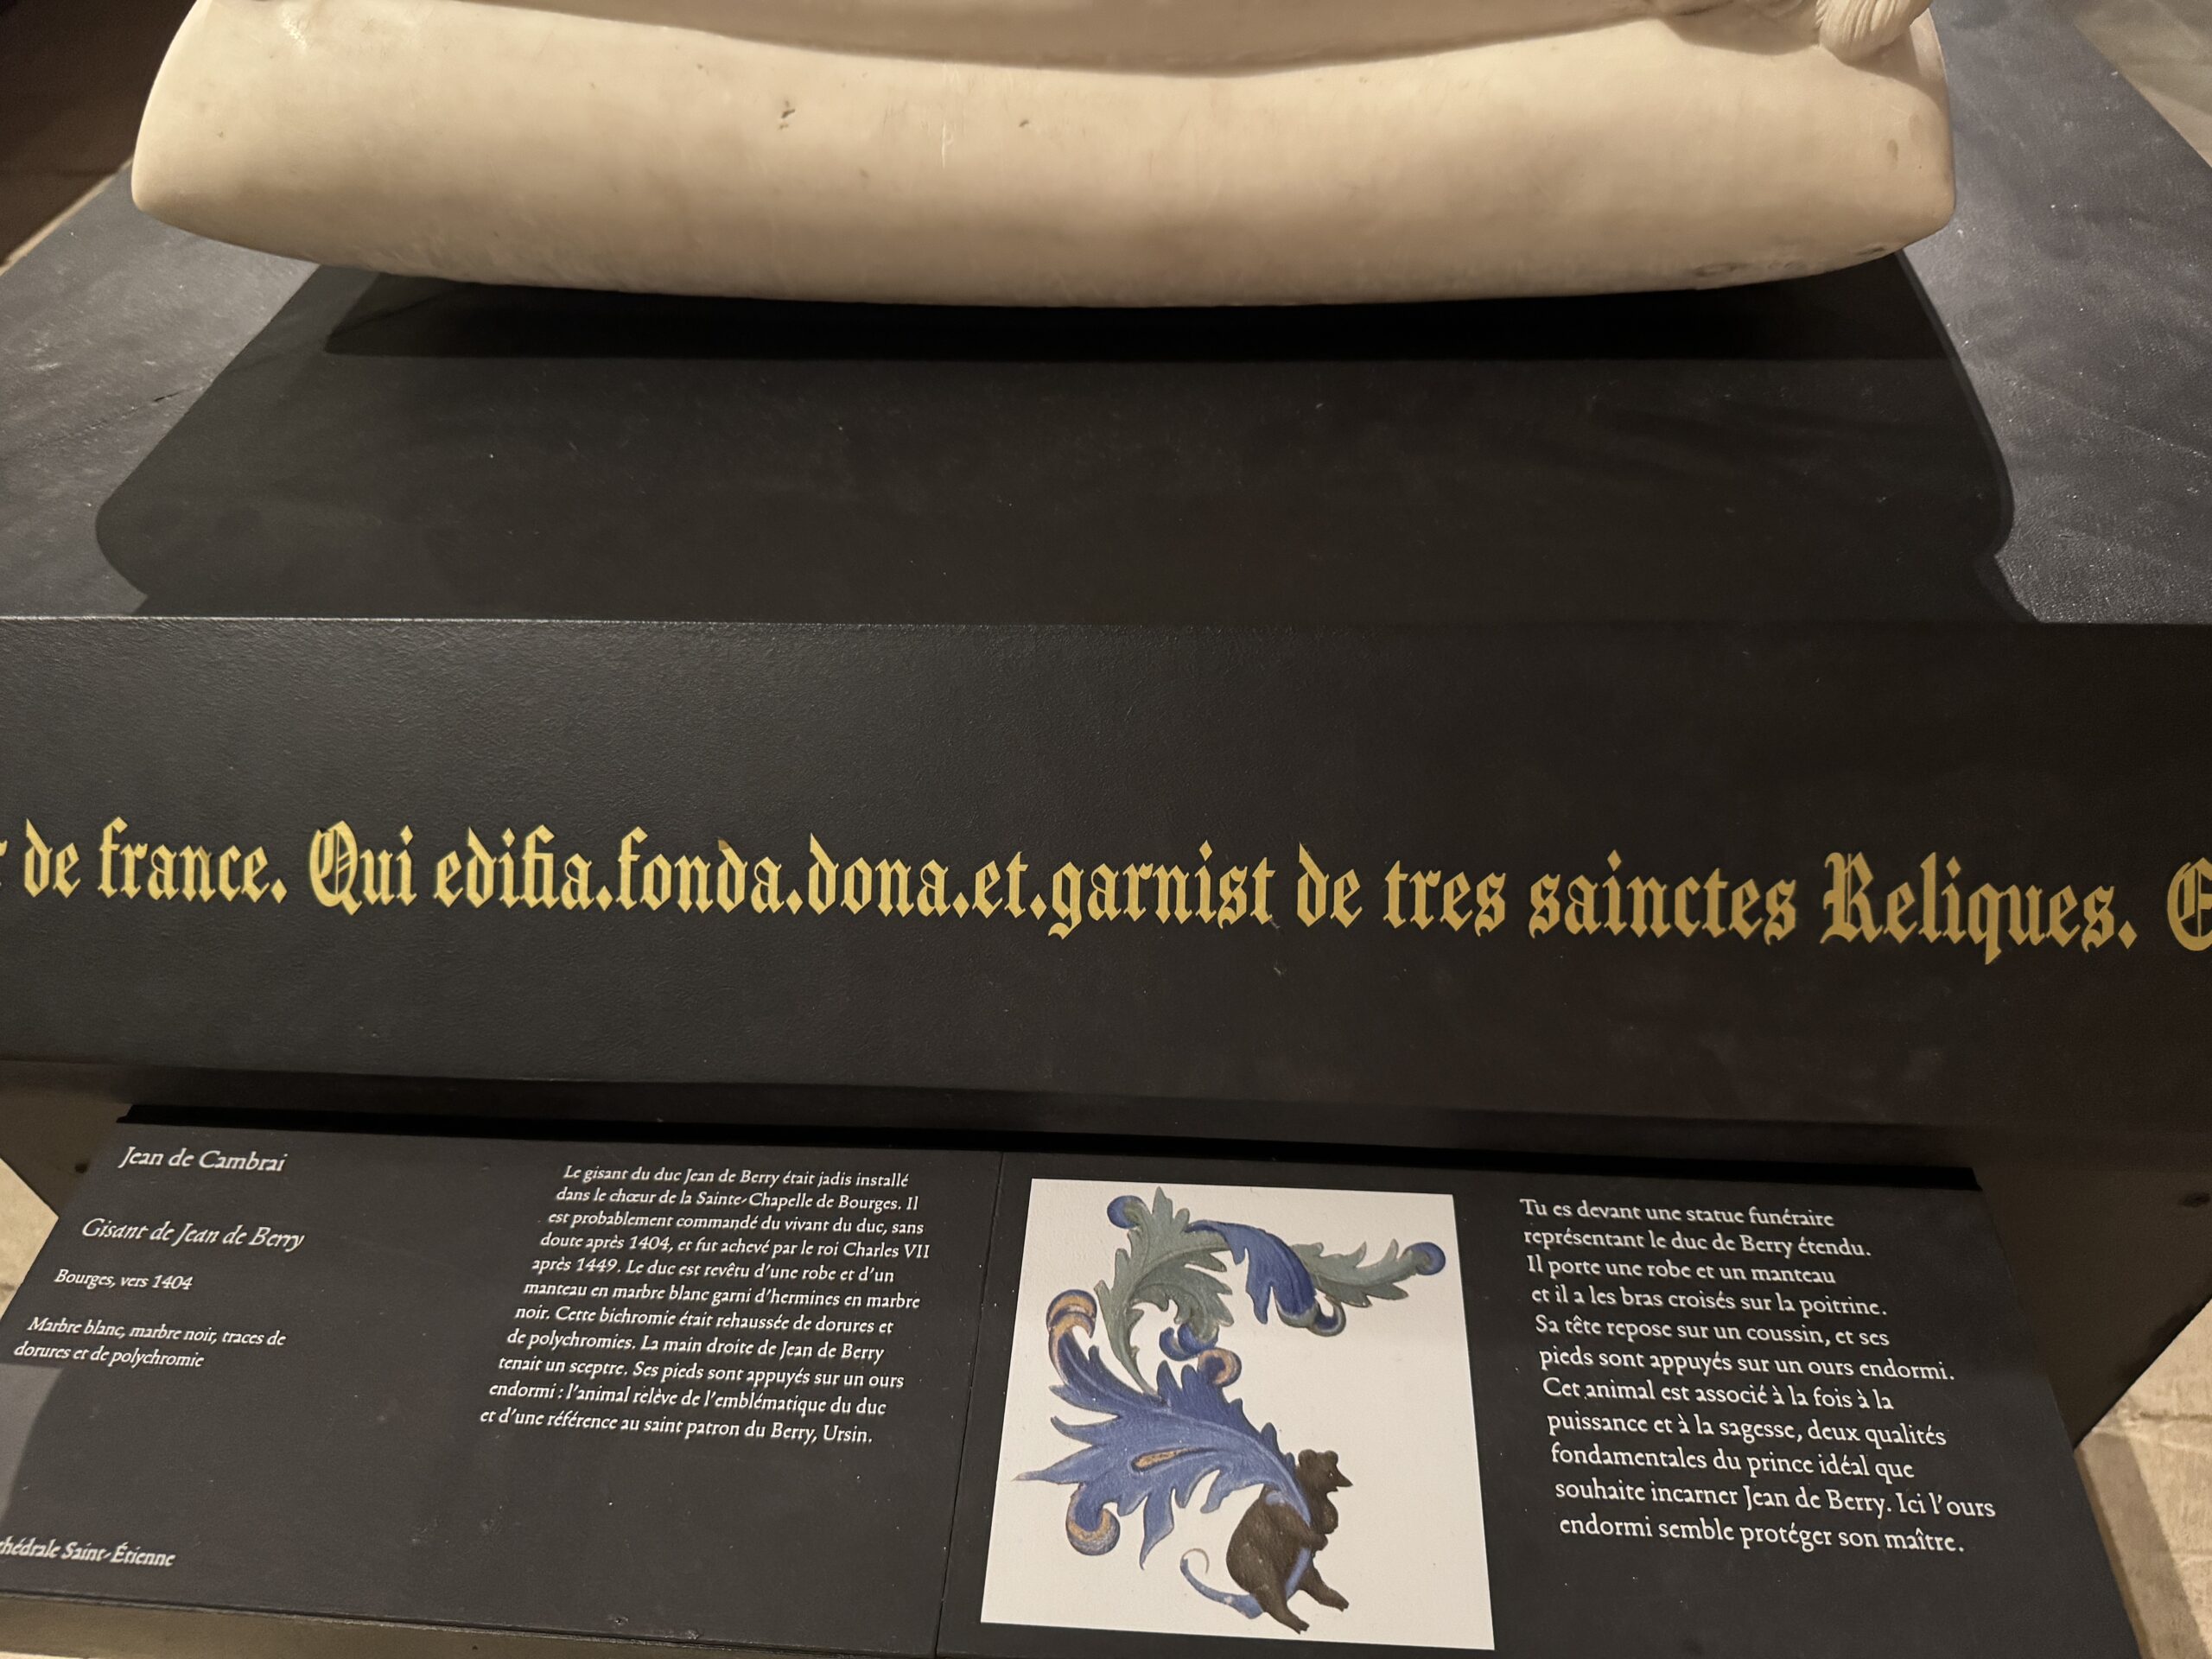 de france. Qui edifia.fonda.dona.et.garnist de tres sainctes Reliques.
Jean de Cambrai
Gisant de Jean de Berry
Bourges, vers 1404
Marbre blanc, marbre noir, traces de
dorures et de polychromie
thédrale Saint-Étienne
Le gisant du duc Jean de Berry était jadis installé
dans le chœur de la Sainte-Chapelle de Bourges. Il
est probablement commandé du vivant du duc, sans
doute après 1404, et fut achevé par le roi Charles VII
après 1449. Le duc est revêtu d'une robe et d'un
manteau en marbre blanc garni d'hermines en marbre
noir. Cette bichromie était rehaussée de dorures et
de polychromies. La main droite de Jean de Berry
tenait un sceptre. Ses pieds sont appuyés sur un ours
endormi : l'animal relève de l'emblématique du duc
et d'une référence au saint patron du Berry, Ursin.
Tu es devant une statue funéraire
représentant le duc de Berry étendu.
Il porte une robe et un manteau
et il a les bras croisés sur la poitrine.
Sa tête repose sur un coussin, et ses
pieds sont appuyés sur un ours endormi.
Cet animal est associé à la fois à la
puissance et à la sagesse, deux qualités
fondamentales du prince idéal que
souhaite incarner Jean de Berry. Ici l'ours
endormi semble protéger son maître.